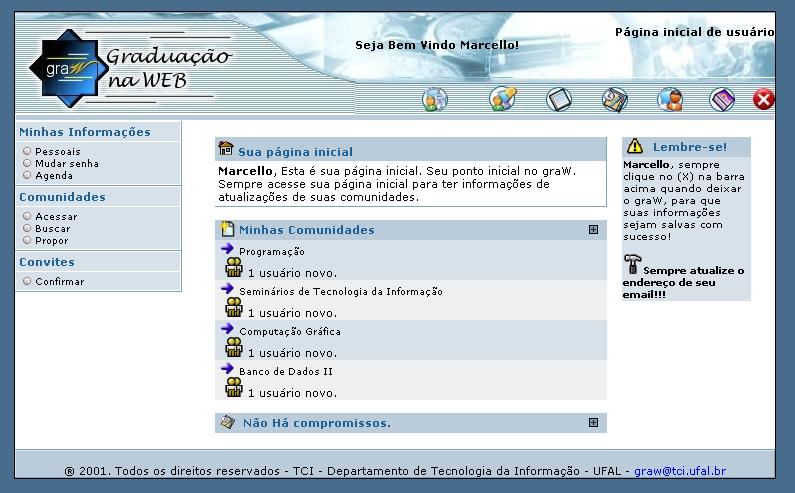 Página inicial de usuário
Seja Bem Vindo Marcello!
graW
Graduação
na WEB
Minhas Informações
Pessoais
Mudar senha
Agenda
Comunidades
Acessar
Buscar
Propor
Convites
Confirmar
Sua página inicial
Marcello, Esta é sua página inicial. Seu ponto inicial no graW.
Sempre acesse sua página inicial para ter informações de
atualizações de suas comunidades.
Minhas Comunidades
Programação
1 usuário novo.
Seminários de Tecnologia da Informação
1 usuário novo.
Computação Gráfica
1 usuário novo.
Banco de Dados II
1 usuário novo.
Não Há compromissos.
Lembre-se!
Marcello, sempre
clique no (X) na barra
acima quando deixar
o graW, para que
suas informações
sejam salvas com
sucesso!
Sempre atualize o
endereço de seu
email!!!
® 2001. Todos os direitos reservados - TCI - Departamento de Tecnologia da Informação - UFAL - graw@tci.ufal.br